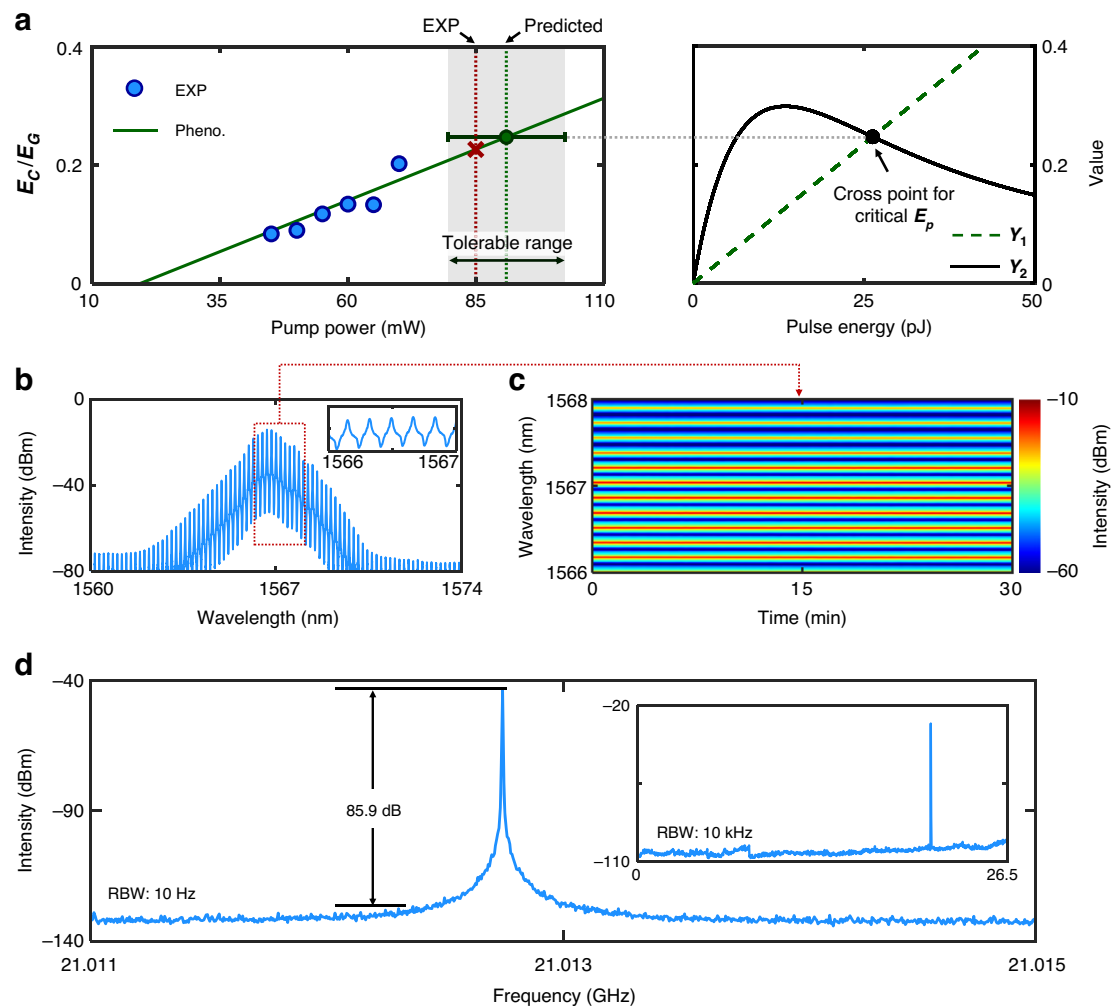 a
EXP
Predicted
0.4
0.2
0
E_C/E_G
EXP
Pheno.
Tolerable range
10
35
60
85
110
Pump power (mW)
0.4
0.2
0
Value
Cross point for
critical E_p
Y_1
Y_2
0
25
50
Pulse energy (pJ)
b
0
−40
−80
Intensity (dBm)
1566
1567
1560
1567
1574
Wavelength (nm)
c
1568
1567
1566
Wavelength (nm)
0
15
30
Time (min)
−10
−60
Intensity (dBm)
d
−40
−90
−140
Intensity (dBm)
85.9 dB
RBW: 10 Hz
−20
−110
RBW: 10 kHz
0
26.5
21.011
21.013
21.015
Frequency (GHz)